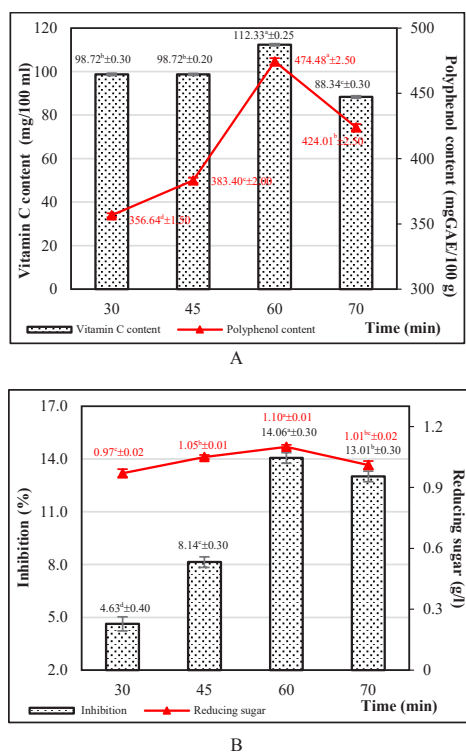 120
100
80
60
40
20
0
Vitamin C content (mg/100 ml)
500
450
400
350
300
Polyphenol content (mgGAE/100 g)
98.72ᵇ±0.30
98.72ᵇ±0.20
112.33ᵃ±0.25
88.34ᶜ±0.30
356.64ᵈ±1.50
383.40ᶜ±2.00
474.48ᵃ±2.50
424.01ᵇ±2.50
30 45 60 70
Vitamin C content Polyphenol content Time (min)
A
17.0
14.0
11.0
8.0
5.0
2.0
Inhibition (%)
1.2
0.9
0.6
0.3
0
Reducing sugar (g/l)
0.97ᶜ±0.02
1.05ᵇ±0.01
1.10ᵃ±0.01
1.01ᵇᶜ±0.02
4.63ᵈ±0.40
8.14ᶜ±0.30
14.06ᵃ±0.30
13.01ᵇ±0.30
30 45 60 70
Inhibition Reducing sugar Time (min)
B